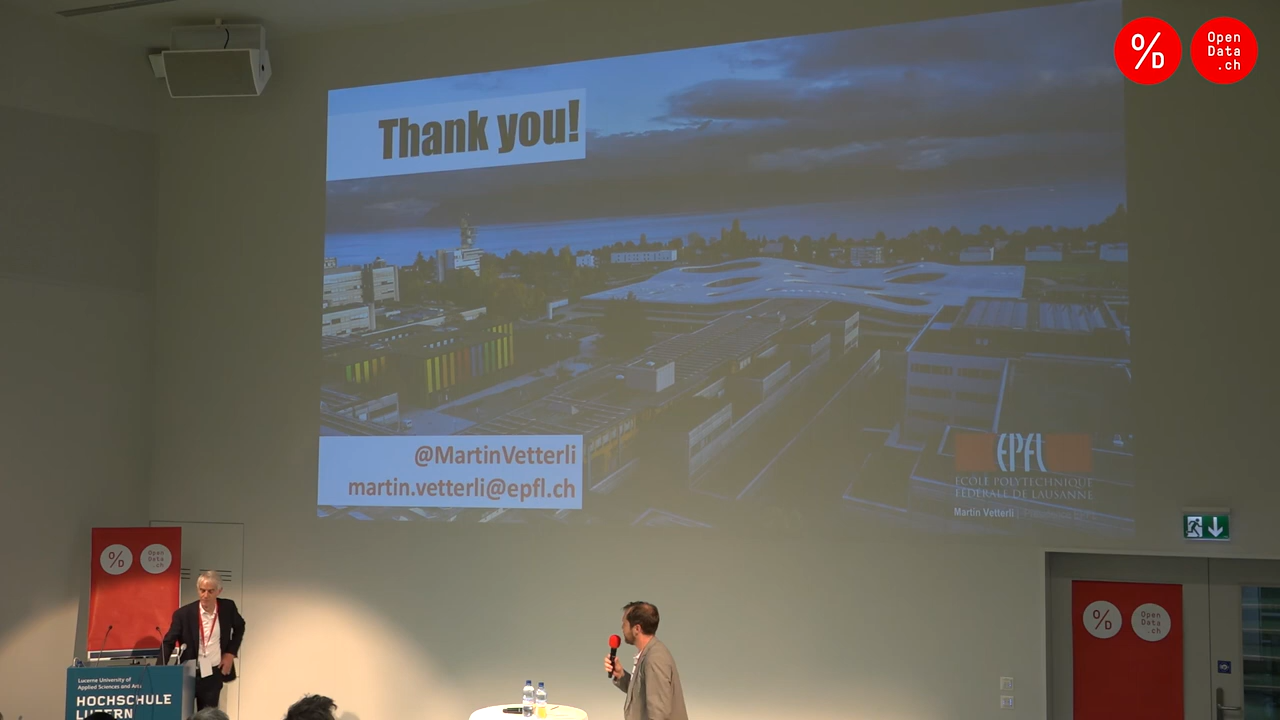 %D
Open
Data
.ch
Thank you!
@MartinVetterli
martin.vetterli@epfl.ch
EPFL
ÉCOLE POLYTECHNIQUE
FÉDÉRALE DE LAUSANNE
Martin Vetterli
%D
Open
Data
.ch
Lucerne University of
Applied Sciences and Arts
HOCHSCHULE
LUZERN
%D
Open
Data
.ch